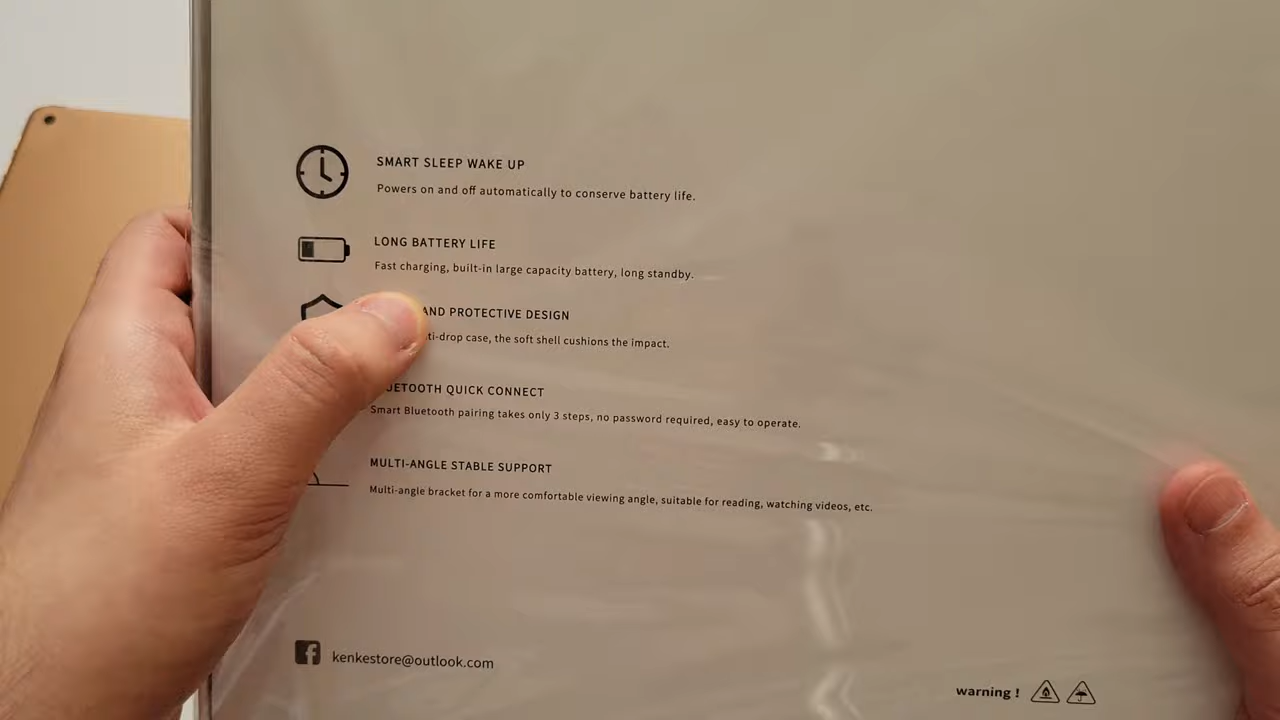 SMART SLEEP WAKE UP
Powers on and off automatically to conserve battery life.
LONG BATTERY LIFE
Fast charging, built-in large capacity battery, long standby.
AND PROTECTIVE DESIGN
ti-drop case, the soft shell cushions the impact.
UETOOTH QUICK CONNECT
Smart Bluetooth pairing takes only 3 steps, no password required, easy to operate.
MULTI-ANGLE STABLE SUPPORT
Multi-angle bracket for a more comfortable viewing angle, suitable for reading, watching videos, etc.
kenkestore@outlook.com
warning !